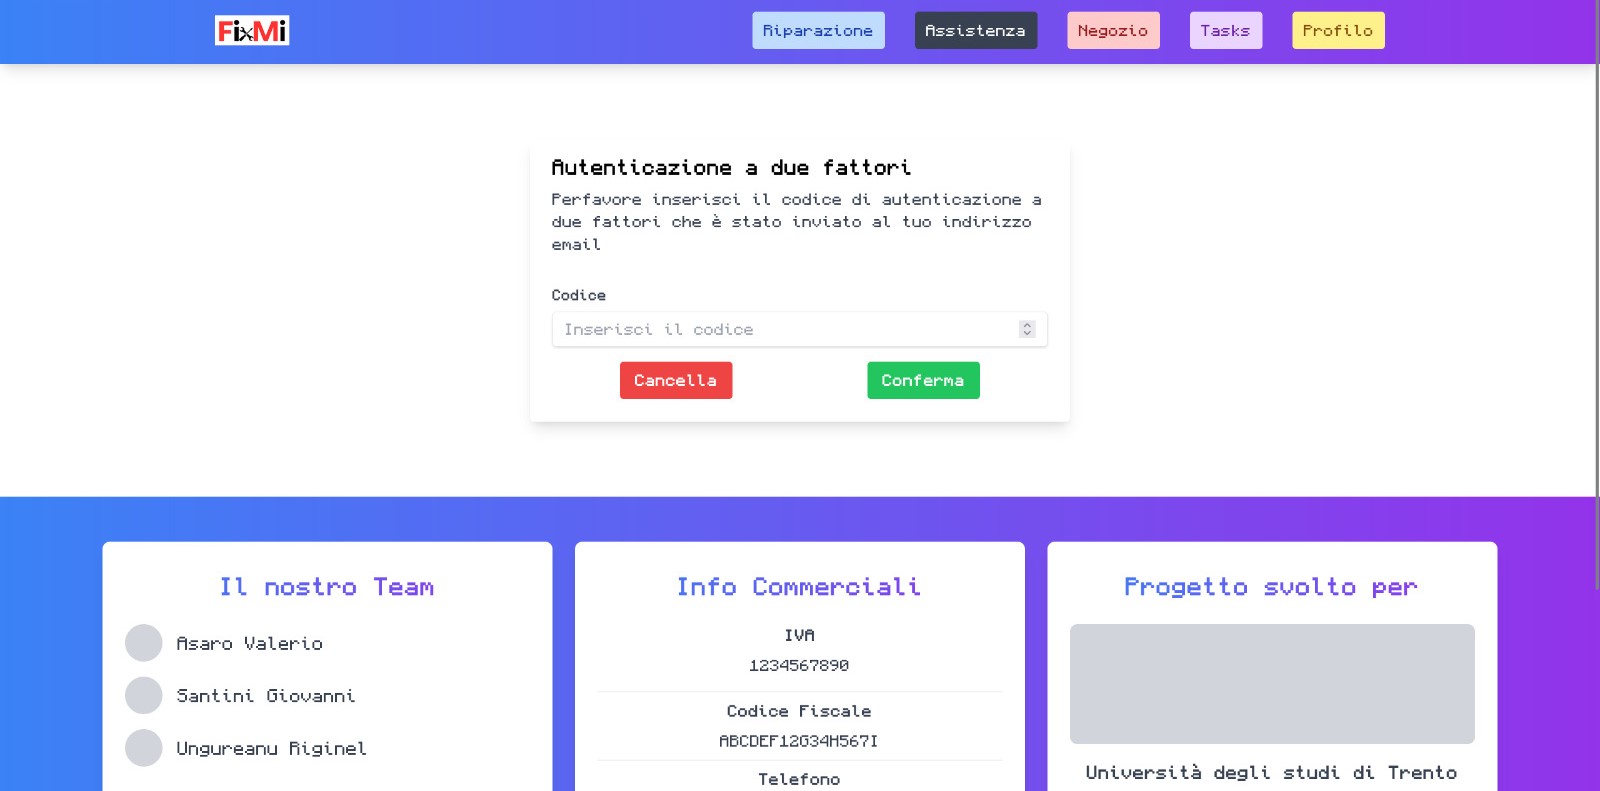 FixMi
Riparazione
Assistenza
Negozio
Tasks
Profilo
Autenticazione a due fattori
Perfavore inserisci il codice di autenticazione a
due fattori che è stato inviato al tuo indirizzo
email
Codice
Inserisci il codice
Cancella
Conferma
Il nostro Team
Asaro Valerio
Santini Giovanni
Ungureanu Riginel
Info Commerciali
IVA
1234567890
Codice Fiscale
ABCDEF12G34H567I
Telefono
Progetto svolto per
Università degli studi di Trento